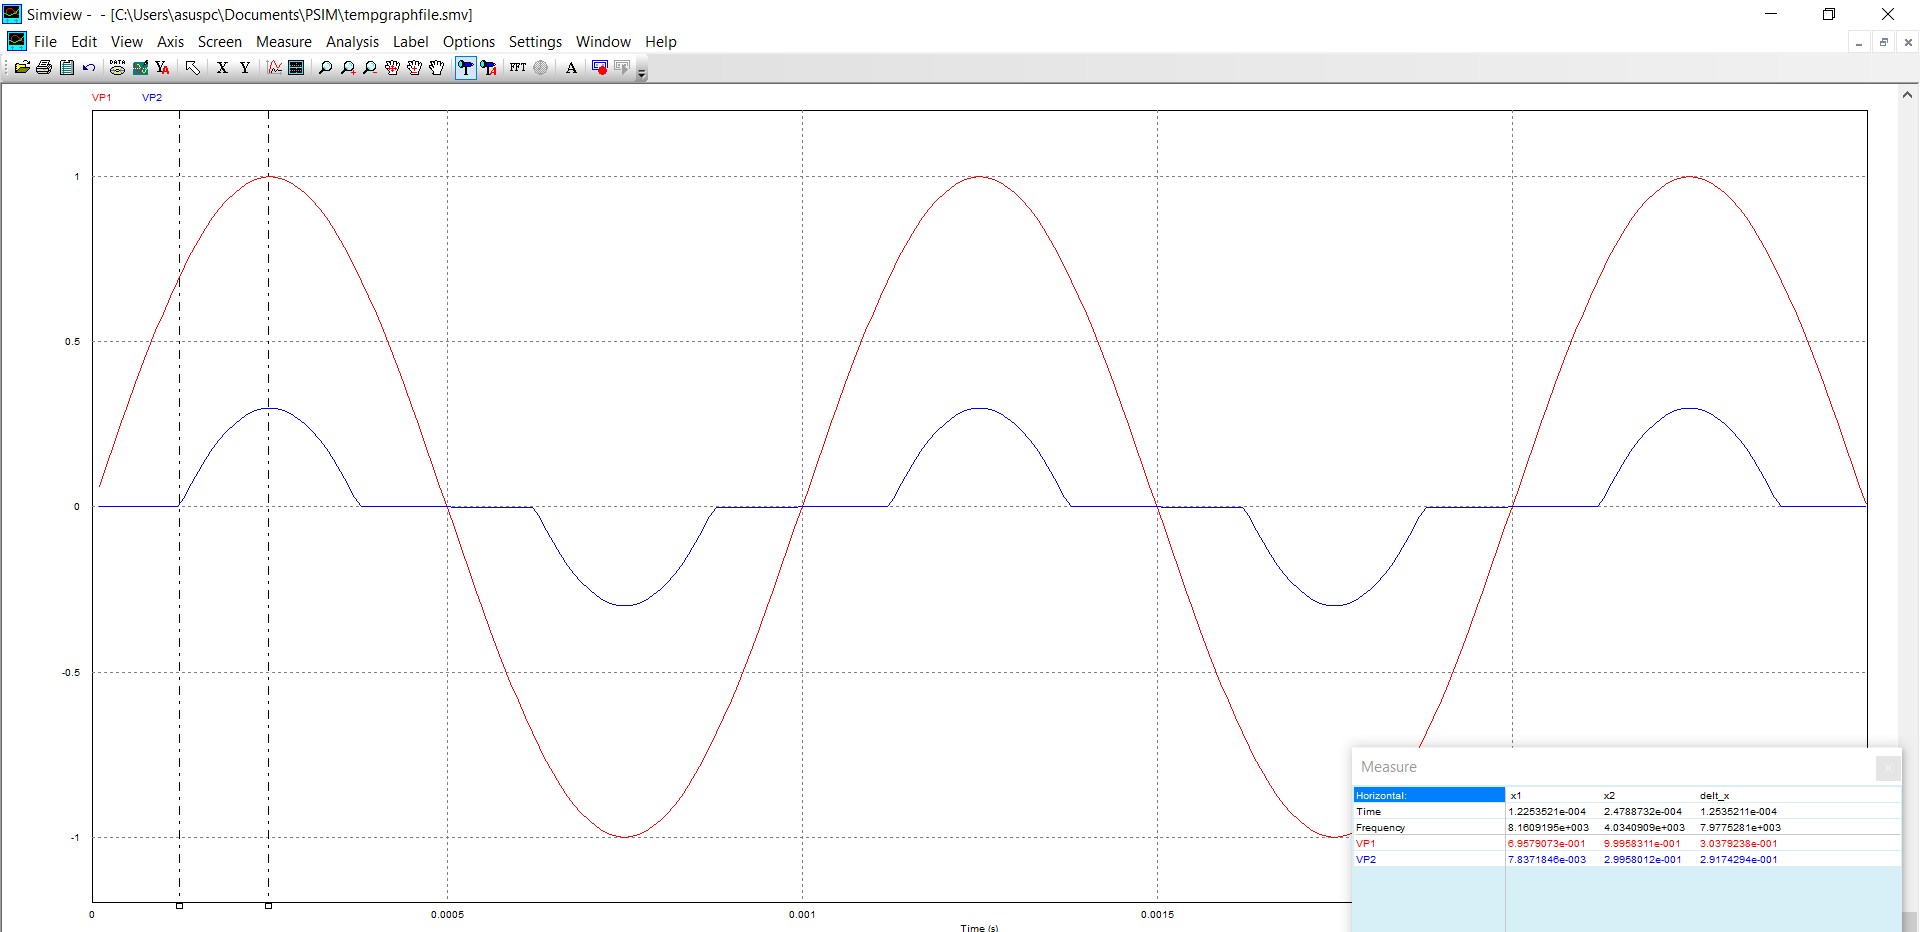 Simview - - [C:\Users\asuspc\Documents\PSIM\tempgraphfile.smv]
File Edit View Axis Screen Measure Analysis Label Options Settings Window Help
DATA X Y FFT A
VP1 VP2
1
0.5
0
-0.5
-1
0 0.0005 0.001 0.0015
Time (s)
Measure
Horizontal: x1 x2 delt_x
Time 1.2253521e-004 2.4788732e-004 1.2535211e-004
Frequency 8.1609195e+003 4.0340909e+003 7.9775281e+003
VP1 6.9579073e-001 9.9958311e-001 3.0379238e-001
VP2 7.8371846e-003 2.9958012e-001 2.9174294e-001